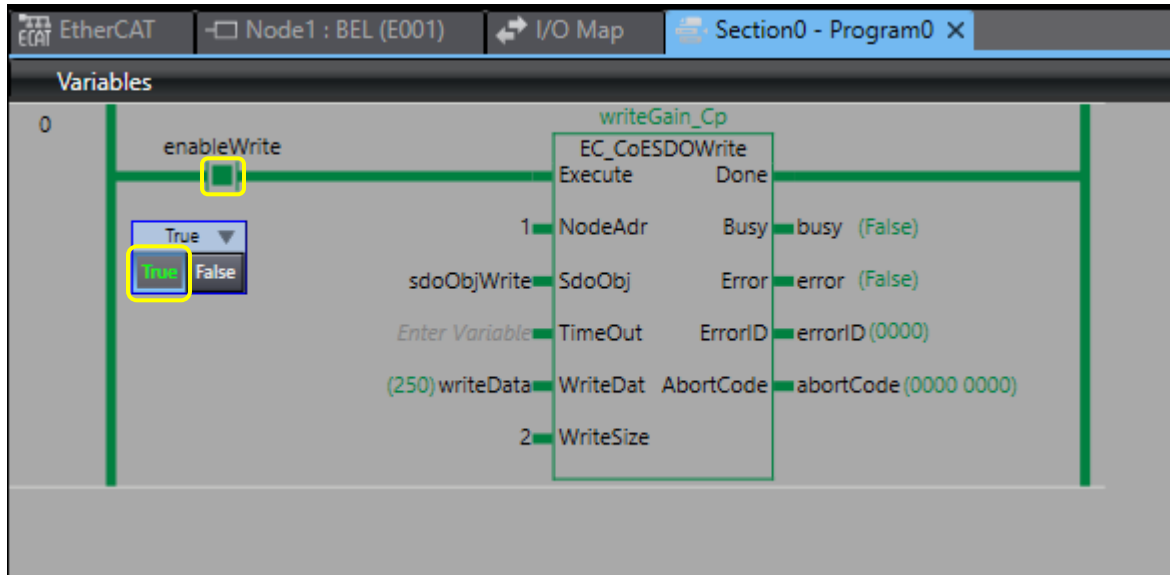 ECAT EtherCAT Node1 : BEL (E001) I/O Map Section0 - Program0
Variables
0
writeGain_Cp
enableWrite EC_CoESDOWrite
Execute Done
1 NodeAdr Busy busy (False)
True
True False
sdoObjWrite SdoObj Error error (False)
Enter Variable TimeOut ErrorID errorID (0000)
(250) writeData WriteDat AbortCode abortCode (0000 0000)
2 WriteSize